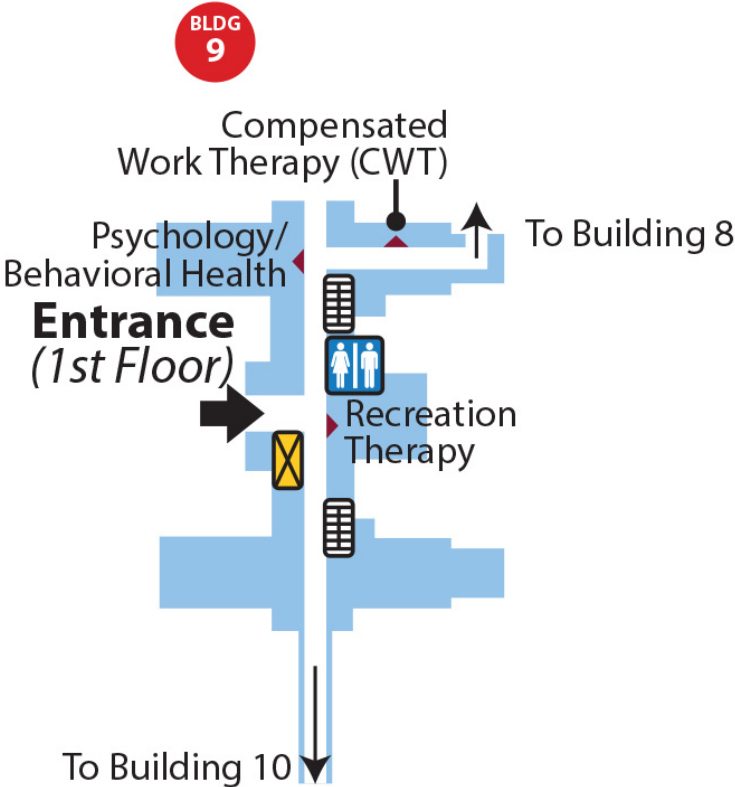 BLDG
9
Compensated
Work Therapy (CWT)
Psychology/
Behavioral Health
To Building 8
Entrance
(1st Floor)
Recreation
Therapy
To Building 10